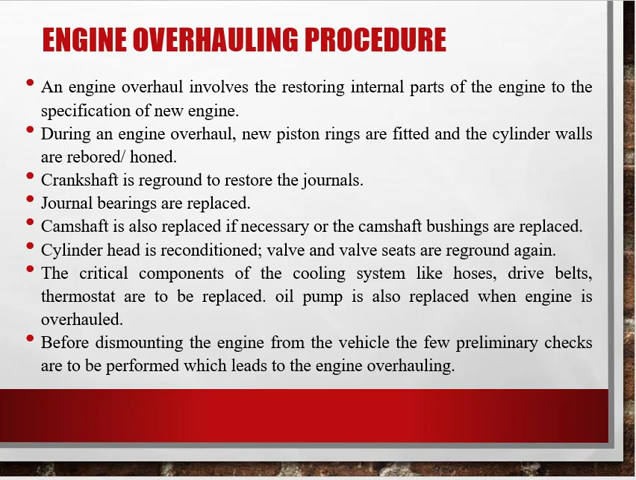 ENGINE OVERHAULING PROCEDURE
• An engine overhaul involves the restoring internal parts of the engine to the
specification of new engine.
• During an engine overhaul, new piston rings are fitted and the cylinder walls
are rebored/ honed.
• Crankshaft is reground to restore the journals.
• Journal bearings are replaced.
• Camshaft is also replaced if necessary or the camshaft bushings are replaced.
• Cylinder head is reconditioned; valve and valve seats are reground again.
• The critical components of the cooling system like hoses, drive belts,
thermostat are to be replaced. oil pump is also replaced when engine is
overhauled.
• Before dismounting the engine from the vehicle the few preliminary checks
are to be performed which leads to the engine overhauling.